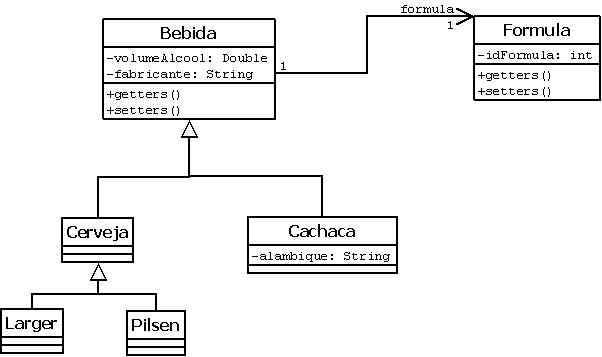 Bebida
-volumeAlcool: Double
-fabricante: String
+getters()
+setters()
1
formula
1
Formula
-idFormula: int
+getters()
+setters()
Cerveja
Cachaca
-alambique: String
Larger
Pilsen